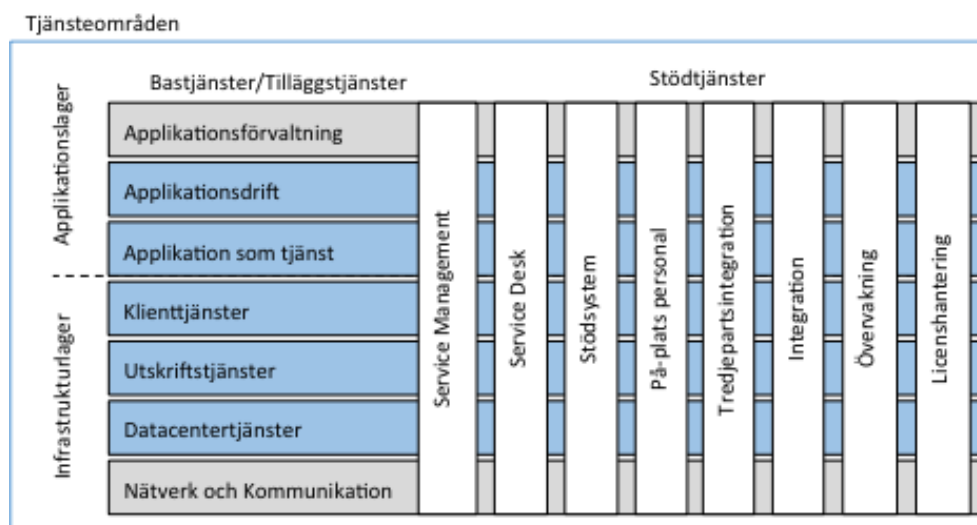 Tjänsteområden
Bastjänster/Tilläggstjänster
Stödtjänster
Applikationslager
Infrastrukturlager
Applikationsförvaltning
Applikationsdrift
Applikation som tjänst
Klienttjänster
Utskriftstjänster
Datacentertjänster
Nätverk och Kommunikation
Service Management
Service Desk
Stödsystem
På-plats personal
Tredjepartsintegration
Integration
Övervakning
Licenshantering